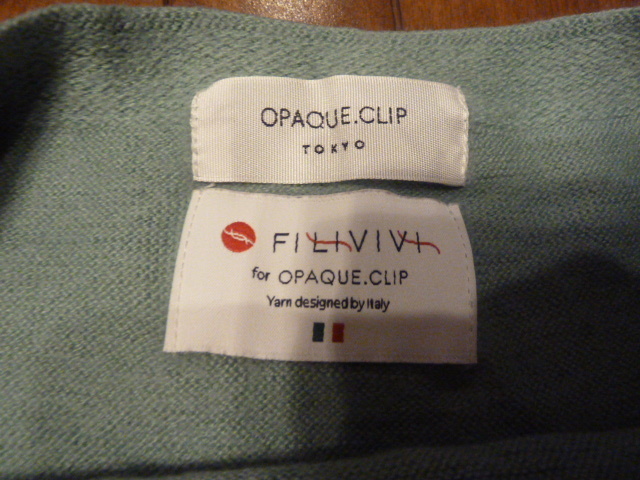 OPAQUE.CLIP
TOKYO
FILIVIVI
for OPAQUE.CLIP
Yarn designed by Italy